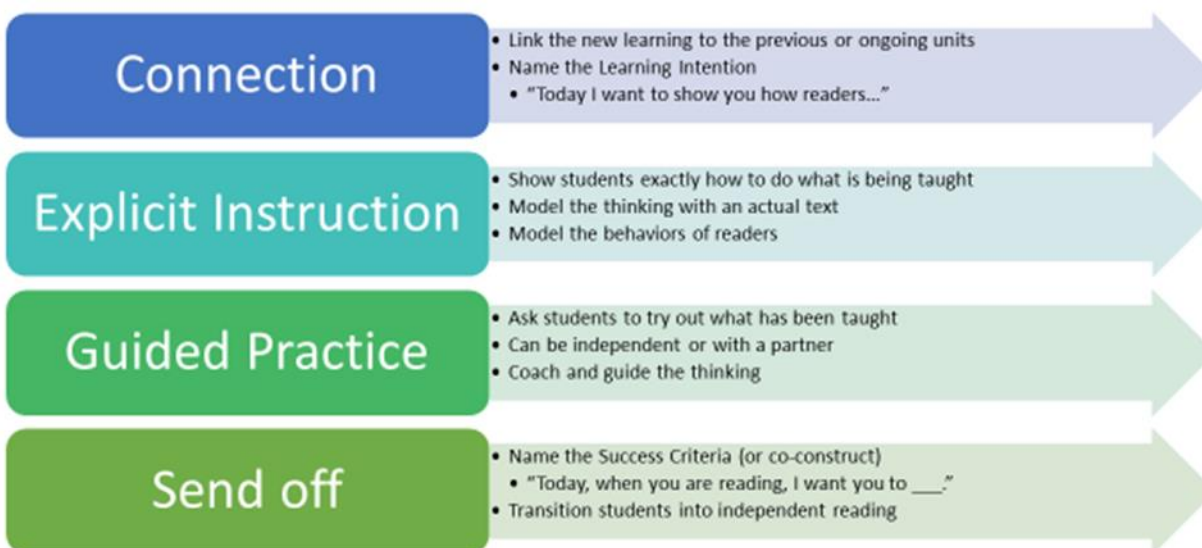 Connection
• Link the new learning to the previous or ongoing units
• Name the Learning Intention
• “Today I want to show you how readers...”
Explicit Instruction
• Show students exactly how to do what is being taught
• Model the thinking with an actual text
• Model the behaviors of readers
Guided Practice
• Ask students to try out what has been taught
• Can be independent or with a partner
• Coach and guide the thinking
Send off
• Name the Success Criteria (or co-construct)
• “Today, when you are reading, I want you to ___.”
• Transition students into independent reading